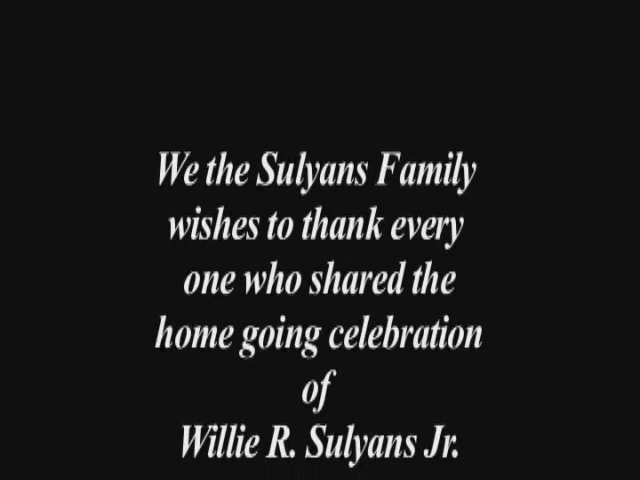 We the Sulyans Family
wishes to thank every
one who shared the
home going celebration
of
Willie R. Sulyans Jr.